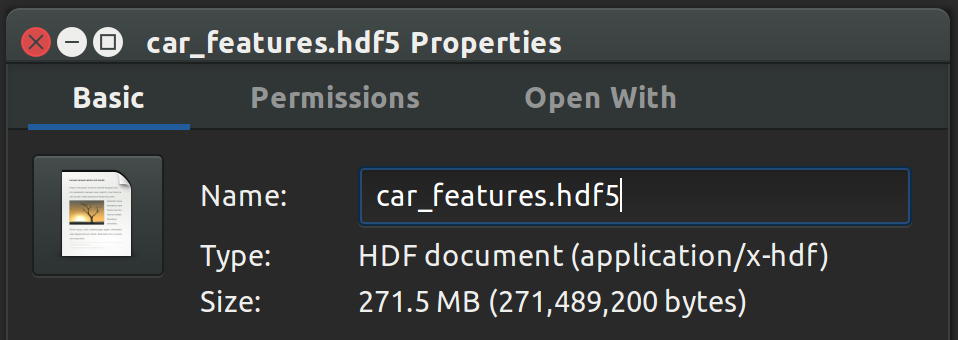 car_features.hdf5 Properties
Basic Permissions Open With
Name: car_features.hdf5
Type: HDF document (application/x-hdf)
Size: 271.5 MB (271,489,200 bytes)